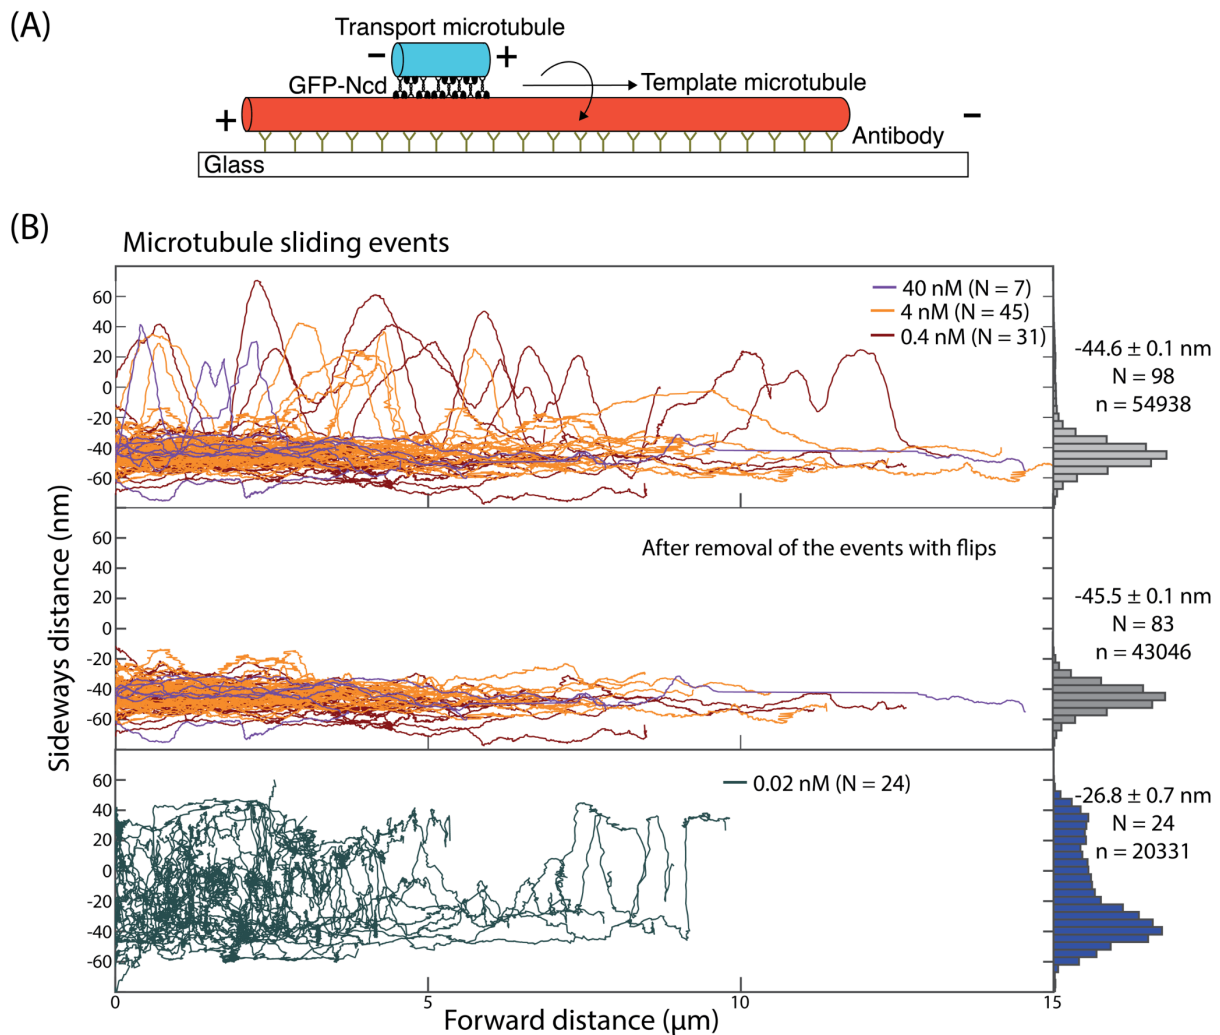 (A)
Transport microtubule
− +
GFP-Ncd
Template microtubule
+ −
Antibody
Glass
(B)
Microtubule sliding events
Sideways distance (nm)
60
40
20
0
-20
-40
-60
40 nM (N = 7)
4 nM (N = 45)
0.4 nM (N = 31)
-44.6 ± 0.1 nm
N = 98
n = 54938
60
40
20
0
-20
-40
-60
After removal of the events with flips
-45.5 ± 0.1 nm
N = 83
n = 43046
60
40
20
0
-20
-40
-60
0.02 nM (N = 24)
-26.8 ± 0.7 nm
N = 24
n = 20331
0 5 10 15
Forward distance (μm)